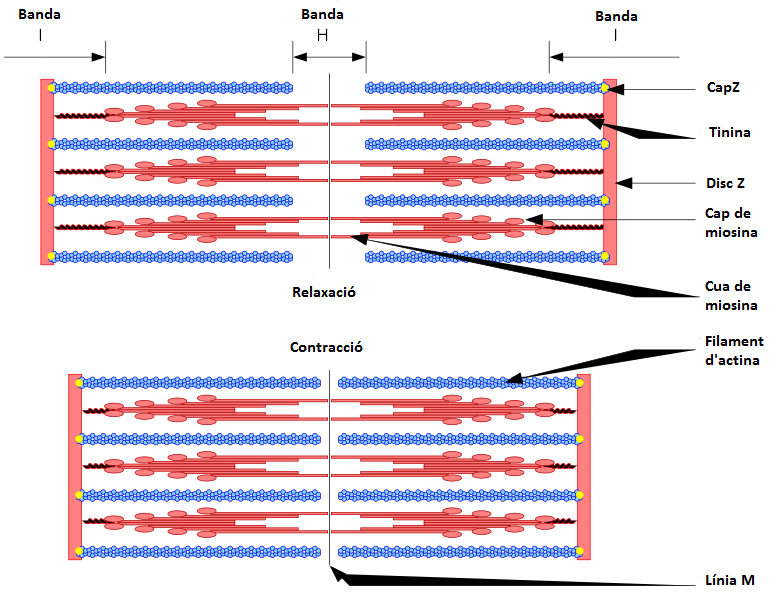 Banda
I
Banda
H
Banda
I
CapZ
Tinina
Disc Z
Cap de
miosina
Cua de
miosina
Relaxació
Contracció
Filament
d'actina
Línia M